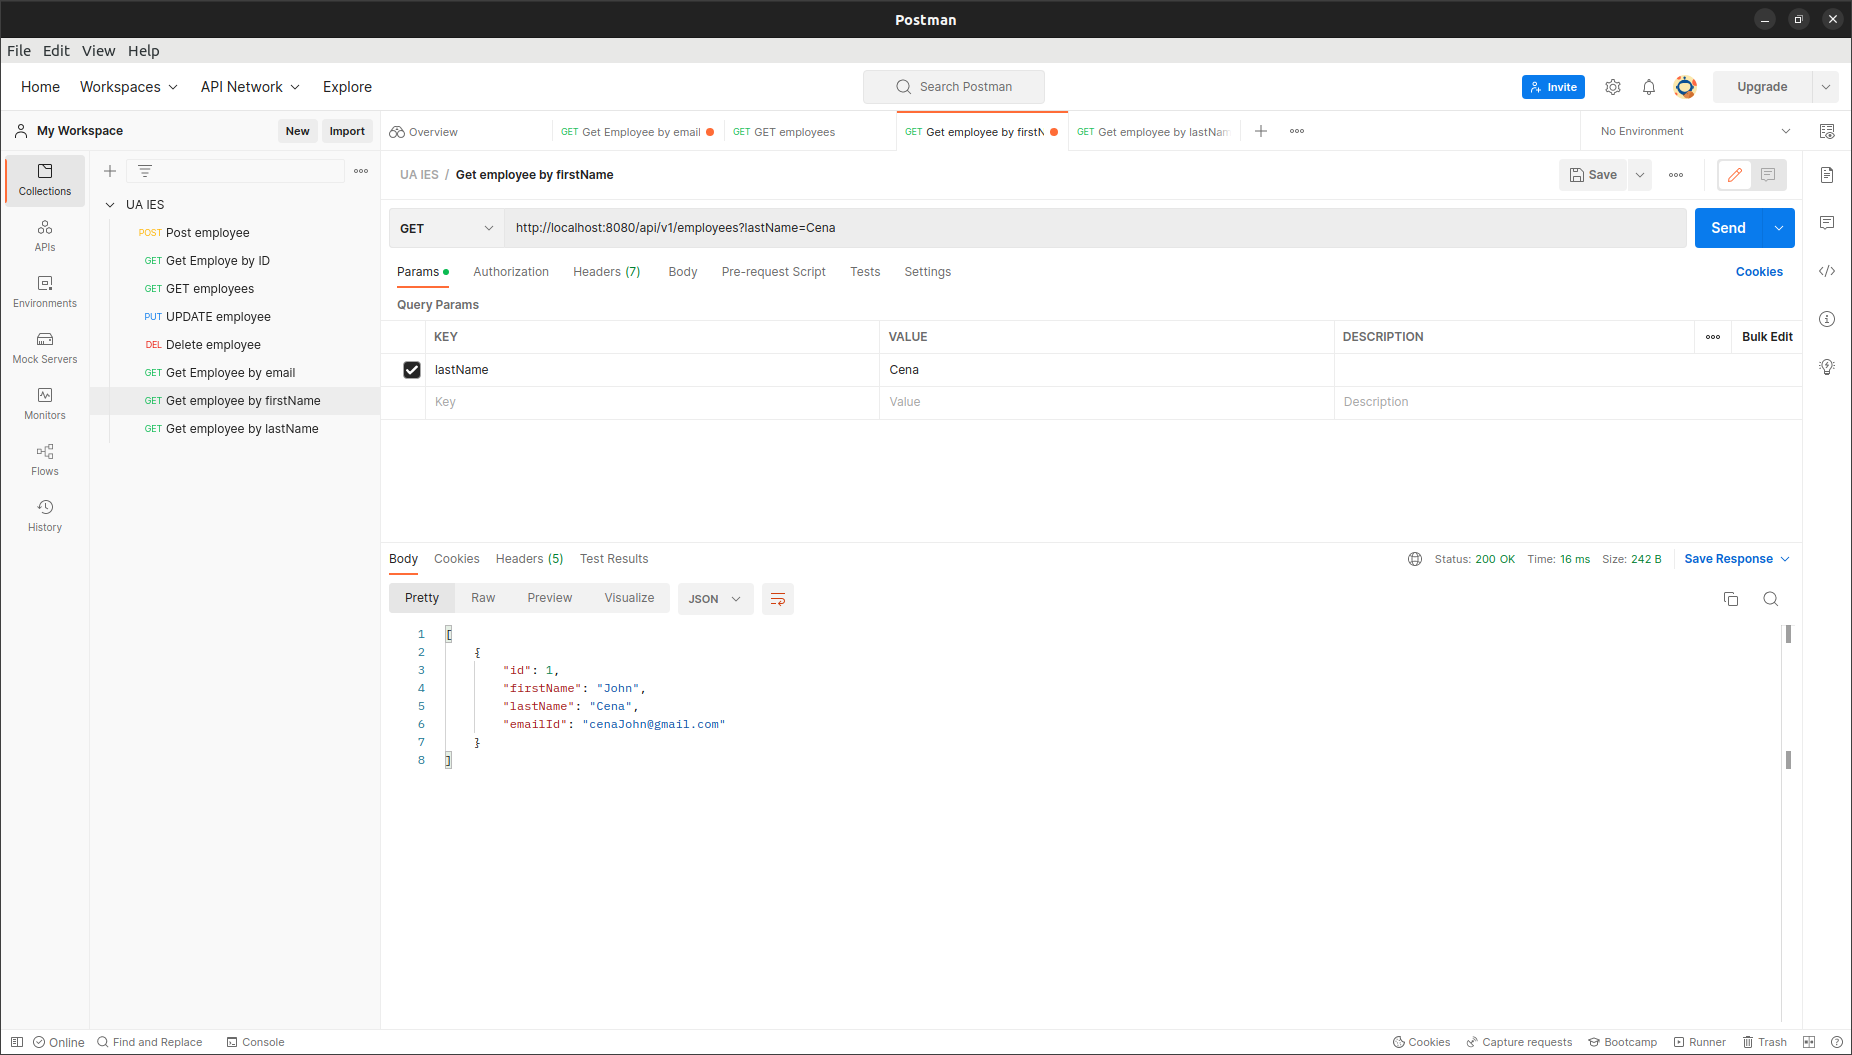 Postman
File Edit View Help
Home Workspaces API Network Explore
Search Postman
Invite
Upgrade
My Workspace
New Import
Overview
GET Get Employee by email
GET GET employees
GET Get employee by firstN
GET Get employee by lastNam
No Environment
Collections
APIs
Environments
Mock Servers
Monitors
Flows
History
UA IES
POST Post employee
GET Get Employe by ID
GET GET employees
PUT UPDATE employee
DEL Delete employee
GET Get Employee by email
GET Get employee by firstName
GET Get employee by lastName
UA IES / Get employee by firstName
Save
GET http://localhost:8080/api/v1/employees?lastName=Cena
Send
Params Authorization Headers (7) Body Pre-request Script Tests Settings
Cookies
Query Params
KEY VALUE DESCRIPTION Bulk Edit
lastName Cena
Key Value Description
Body Cookies Headers (5) Test Results
Status: 200 OK Time: 16 ms Size: 242 B Save Response
Pretty Raw Preview Visualize JSON
1 [
2 {
3 "id": 1,
4 "firstName": "John",
5 "lastName": "Cena",
6 "emailId": "cenaJohn@gmail.com"
7 }
8 ]
Online Find and Replace Console
Cookies Capture requests Bootcamp Runner Trash